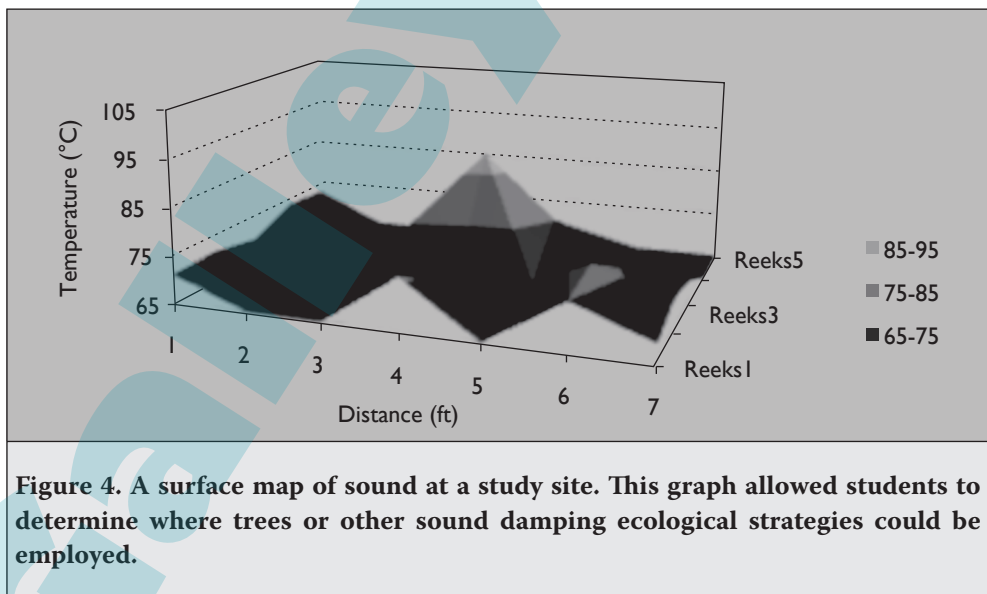 105
95
85
75
65
Temperature (°C)
1
2
3
4
5
6
7
Distance (ft)
Reeks5
Reeks3
Reeks1
85-95
75-85
65-75
Figure 4. A surface map of sound at a study site. This graph allowed students to
determine where trees or other sound damping ecological strategies could be
employed.